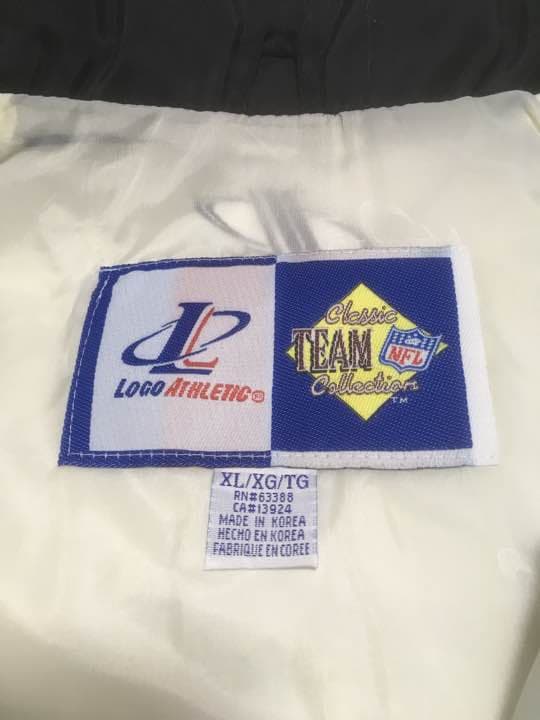 LOGO ATHLETIC®
Classic
TEAM
NFL
Collection
TM
XL/XG/TG
RN#63388
CA#13924
MADE IN KOREA
HECHO EN KOREA
FABRIQUE EN COREE